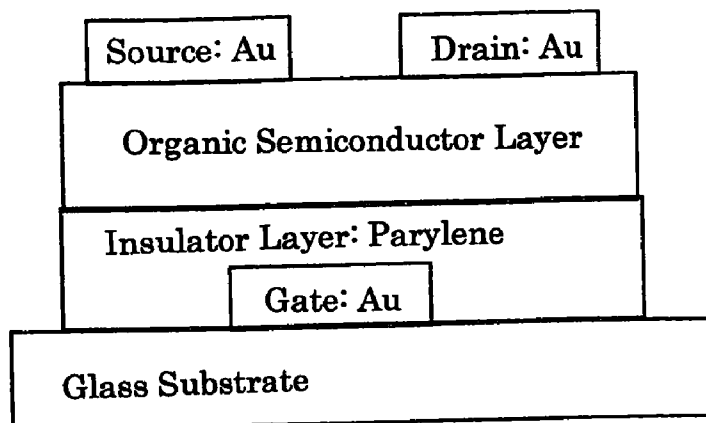 Source: Au
Drain: Au
Organic Semiconductor Layer
Insulator Layer: Parylene
Gate: Au
Glass Substrate